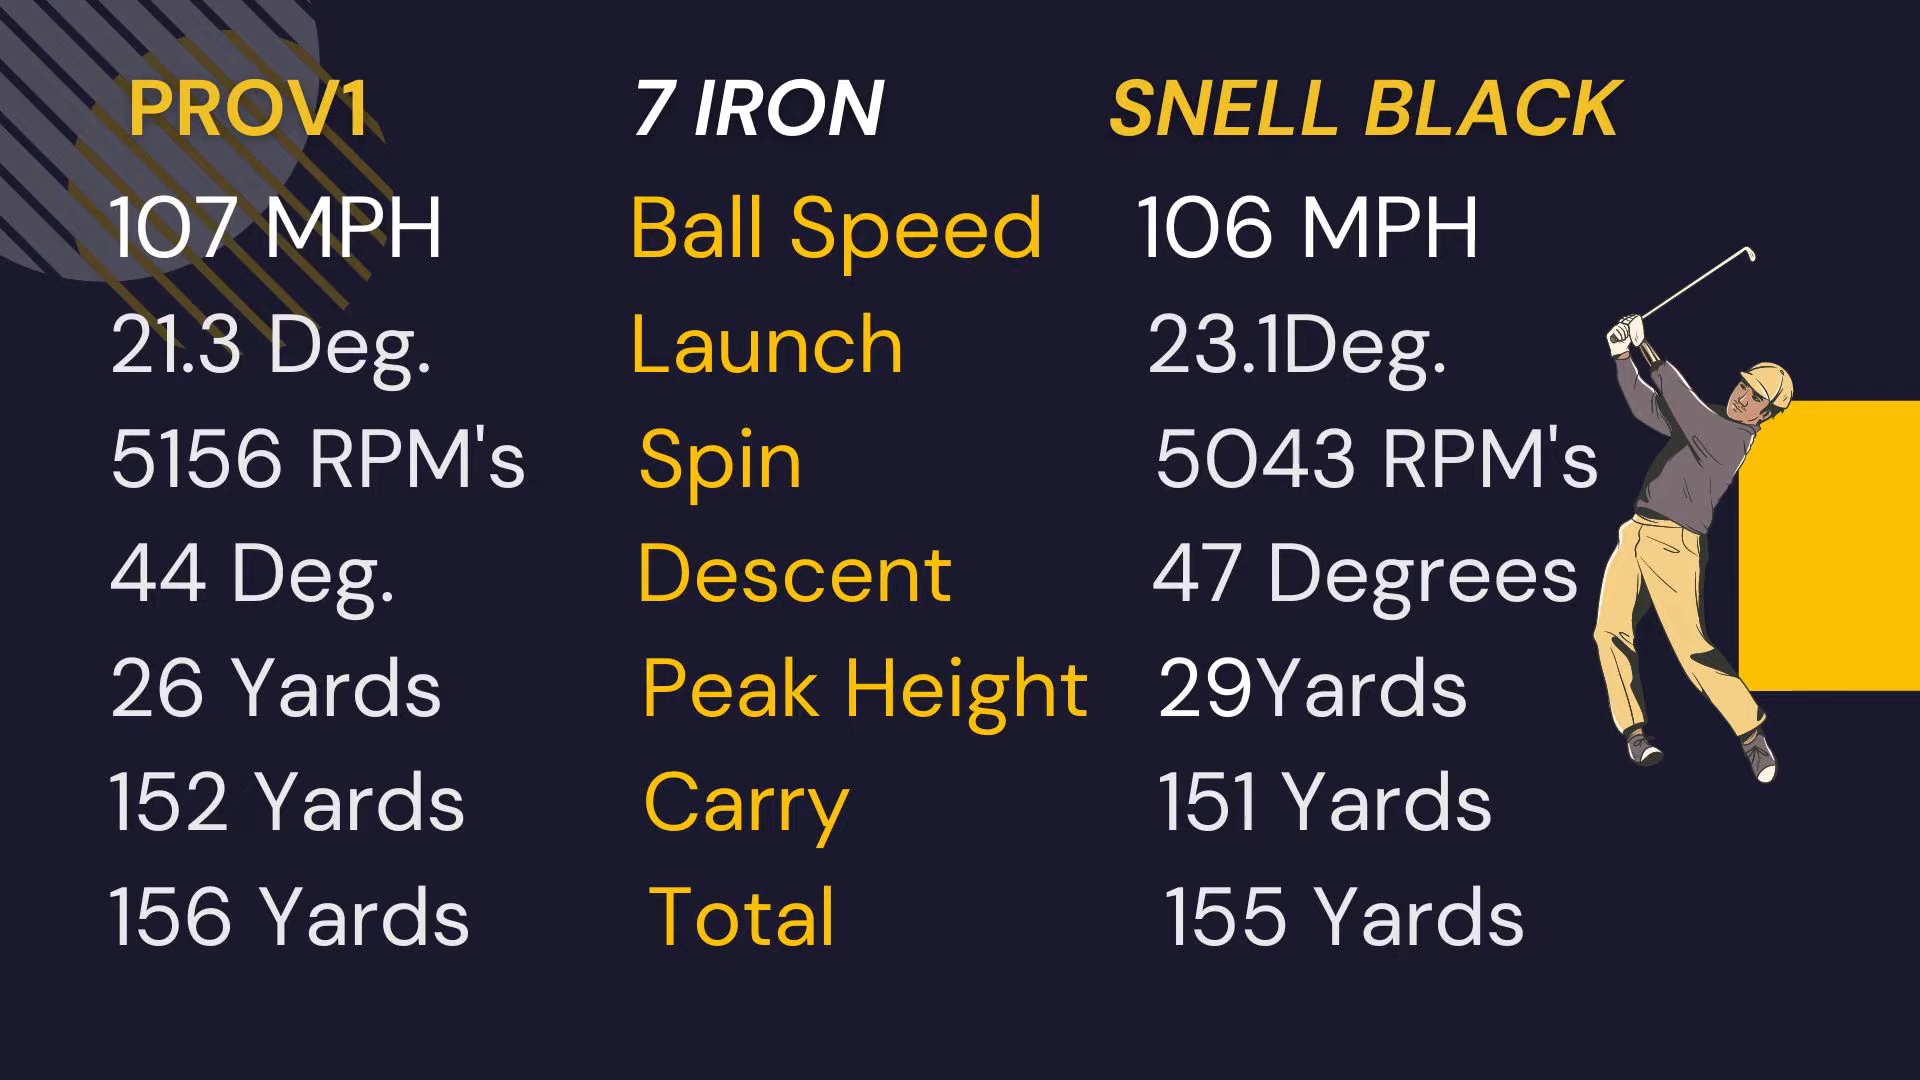 PROV1 7 IRON SNELL BLACK
107 MPH Ball Speed 106 MPH
21.3 Deg. Launch 23.1Deg.
5156 RPM's Spin 5043 RPM's
44 Deg. Descent 47 Degrees
26 Yards Peak Height 29Yards
152 Yards Carry 151 Yards
156 Yards Total 155 Yards